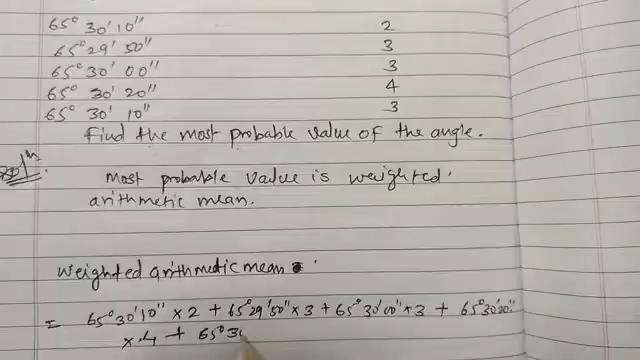 65° 30' 10" 2
65° 29' 50" 3
65° 30' 00" 3
65° 30' 20" 4
65° 30' 10" 3
Find the most probable value of the angle.
Sol^n.
most probable value is weighted
arithmetic mean.
weighted arithmetic mean
= 65° 30' 10" × 2 + 65° 29' 50" × 3 + 65° 30' 00" × 3 + 65° 30' 20"
× 4 + 65° 3